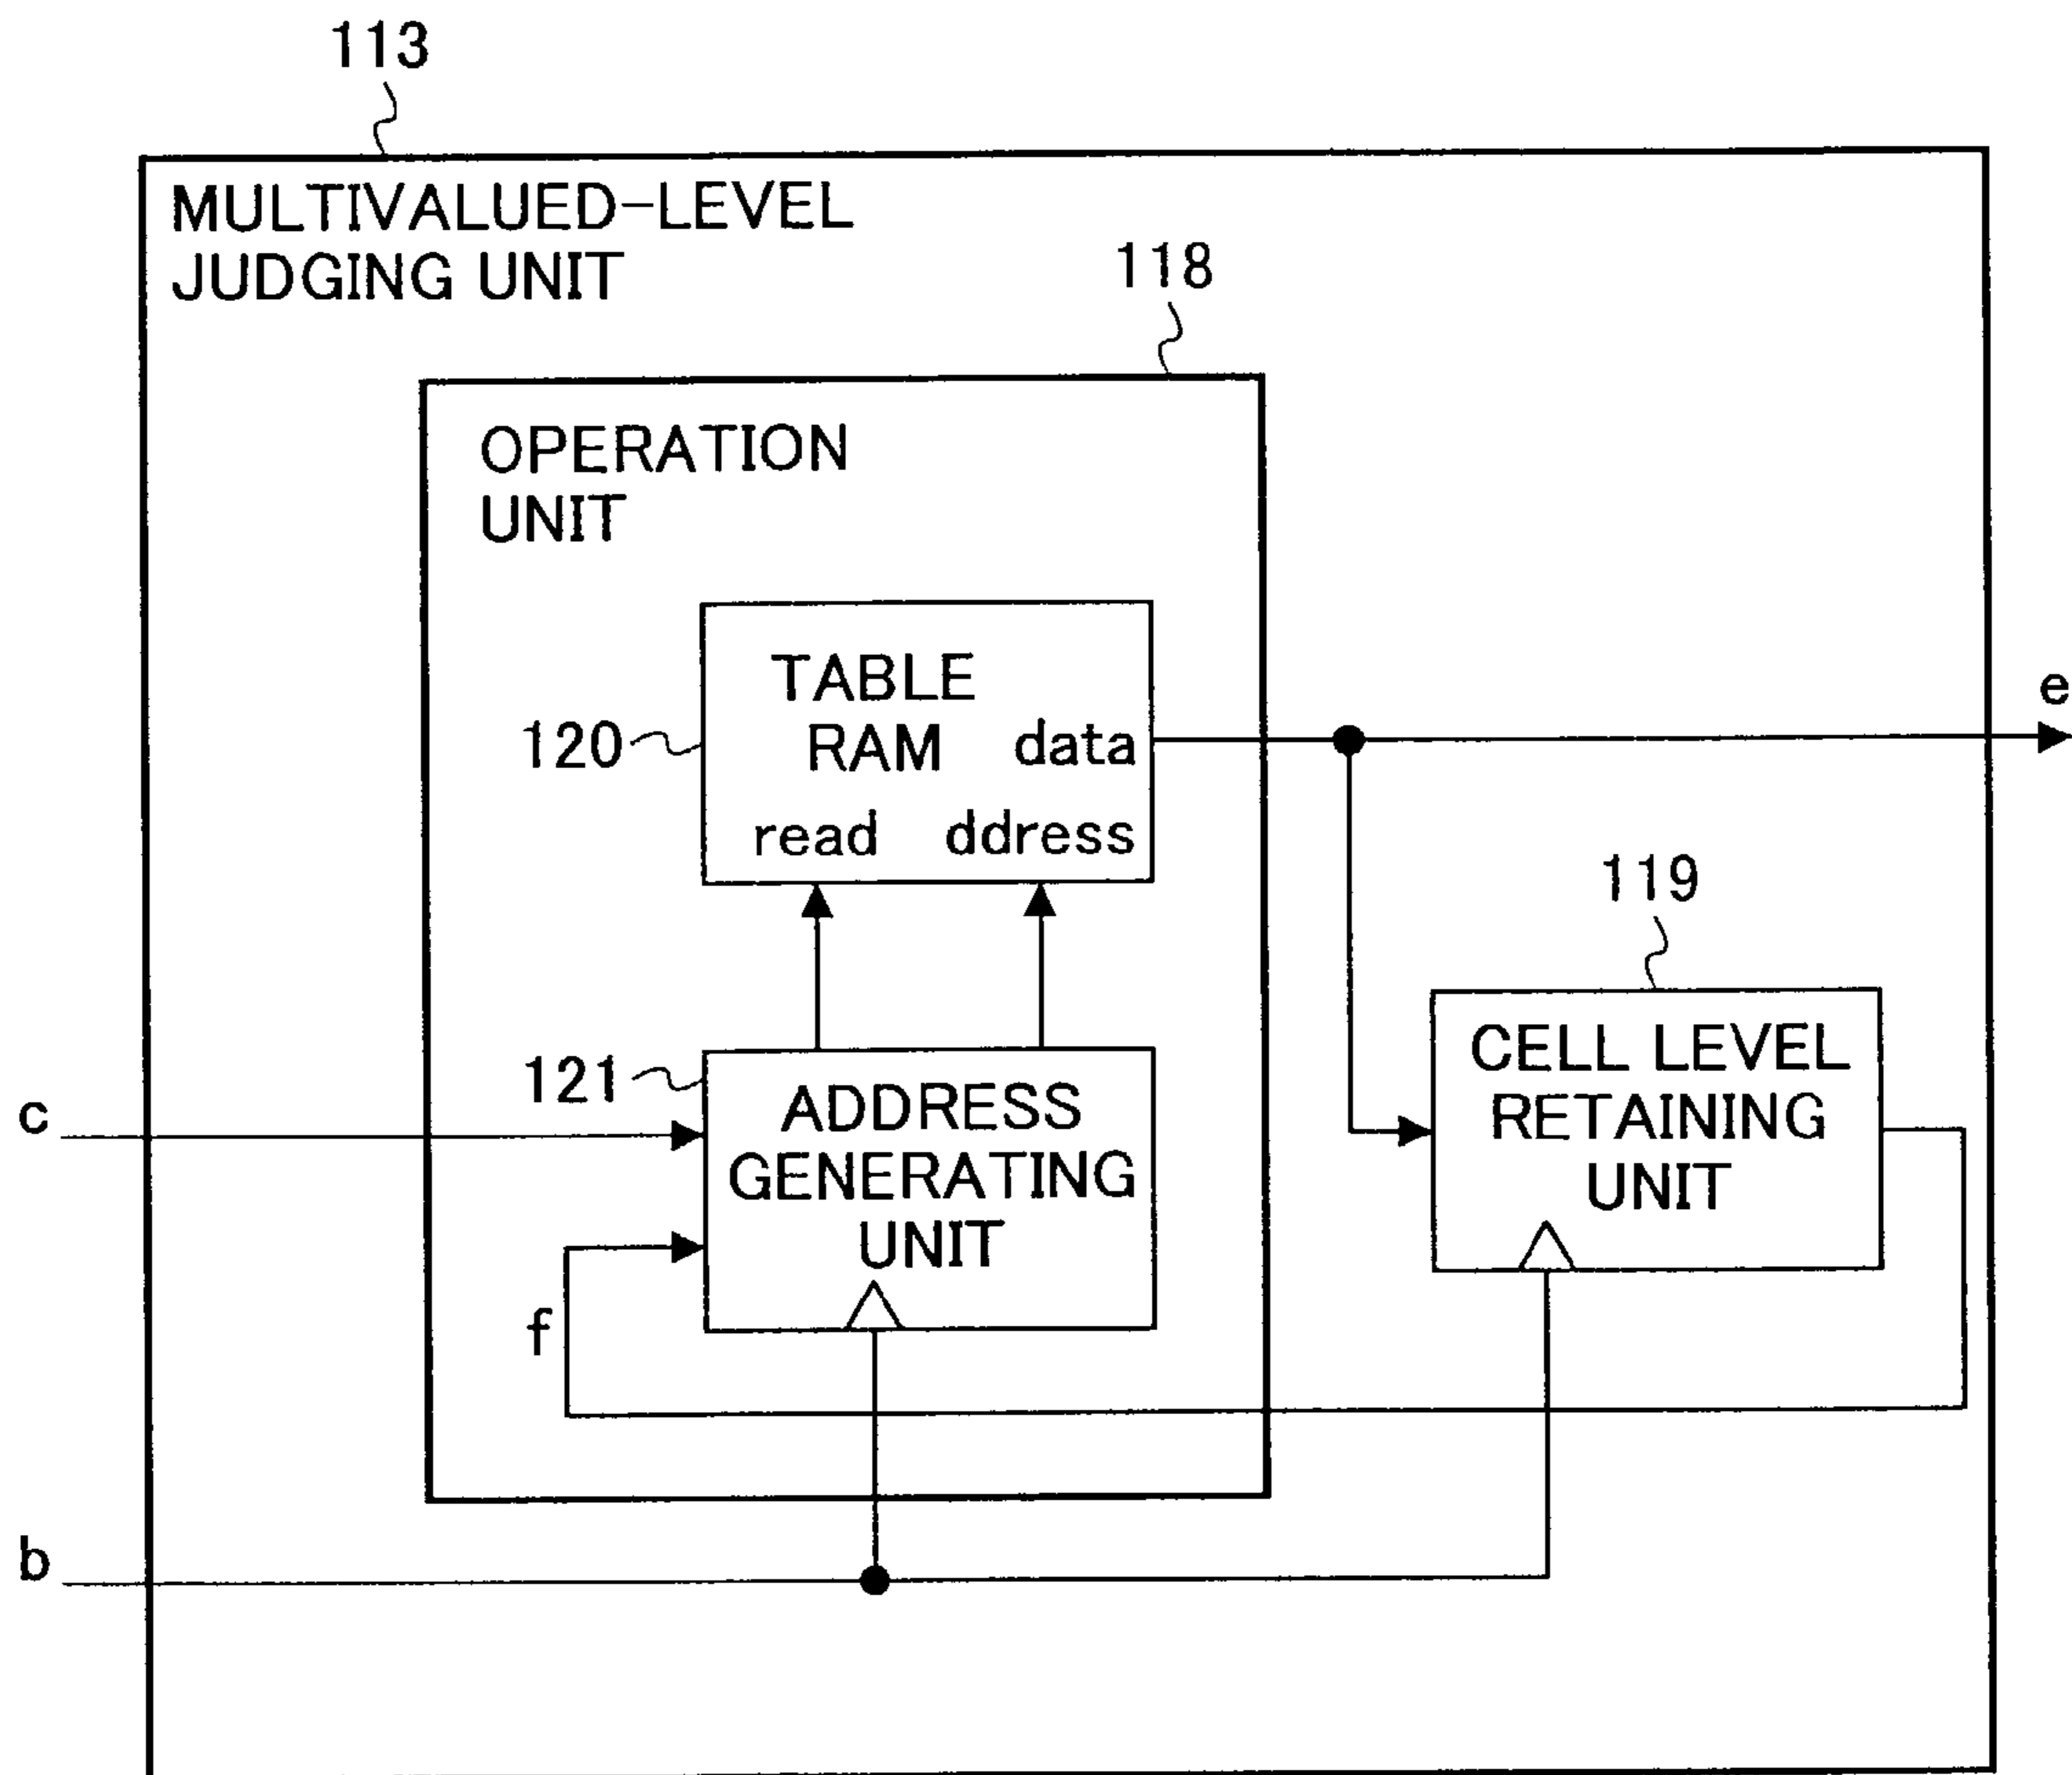 113
MULTIVALUED-LEVEL
JUDGING UNIT
118
OPERATION
UNIT
TABLE
RAM
data
120
read
ddress
e
119
121
ADDRESS
GENERATING
UNIT
CELL LEVEL
RETAINING
UNIT
c
f
b